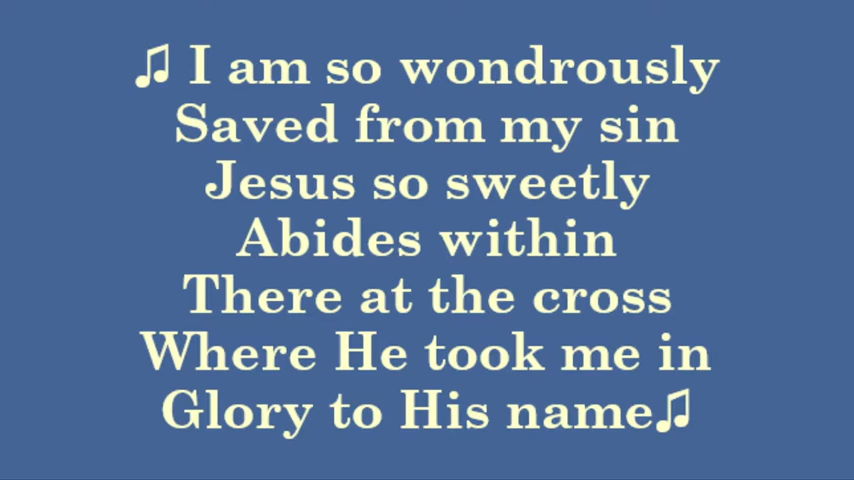 ♫ I am so wondrously
Saved from my sin
Jesus so sweetly
Abides within
There at the cross
Where He took me in
Glory to His name♫